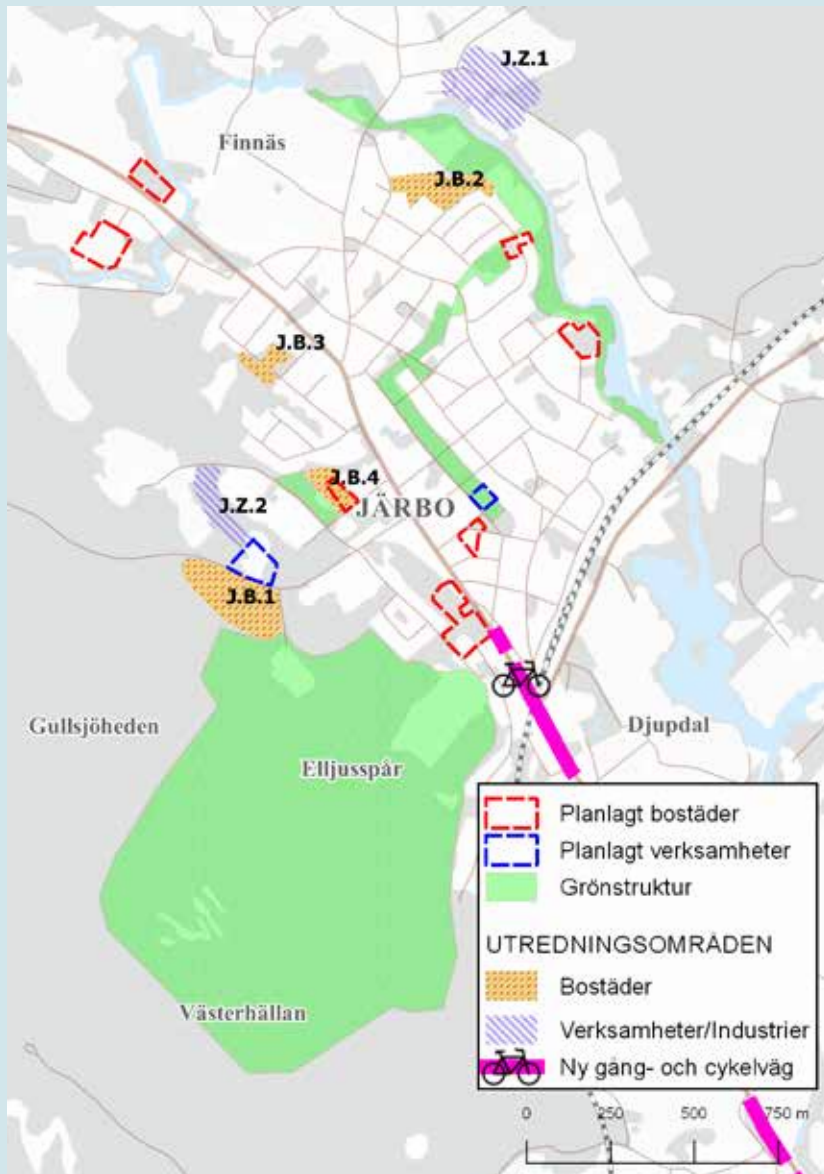 J.Z.1
Finnäs
J.B.2
J.B.3
J.B.4
J.Z.2
JÄRBO
J.B.1
Gullsjöheden
Djupdal
Elljusspår
Västerhällan
Planlagt bostäder
Planlagt verksamheter
Grönstruktur
UTREDNINGSOMRÅDEN
Bostäder
Verksamheter/Industrier
Ny gång- och cykelväg
0 250 500 750 m